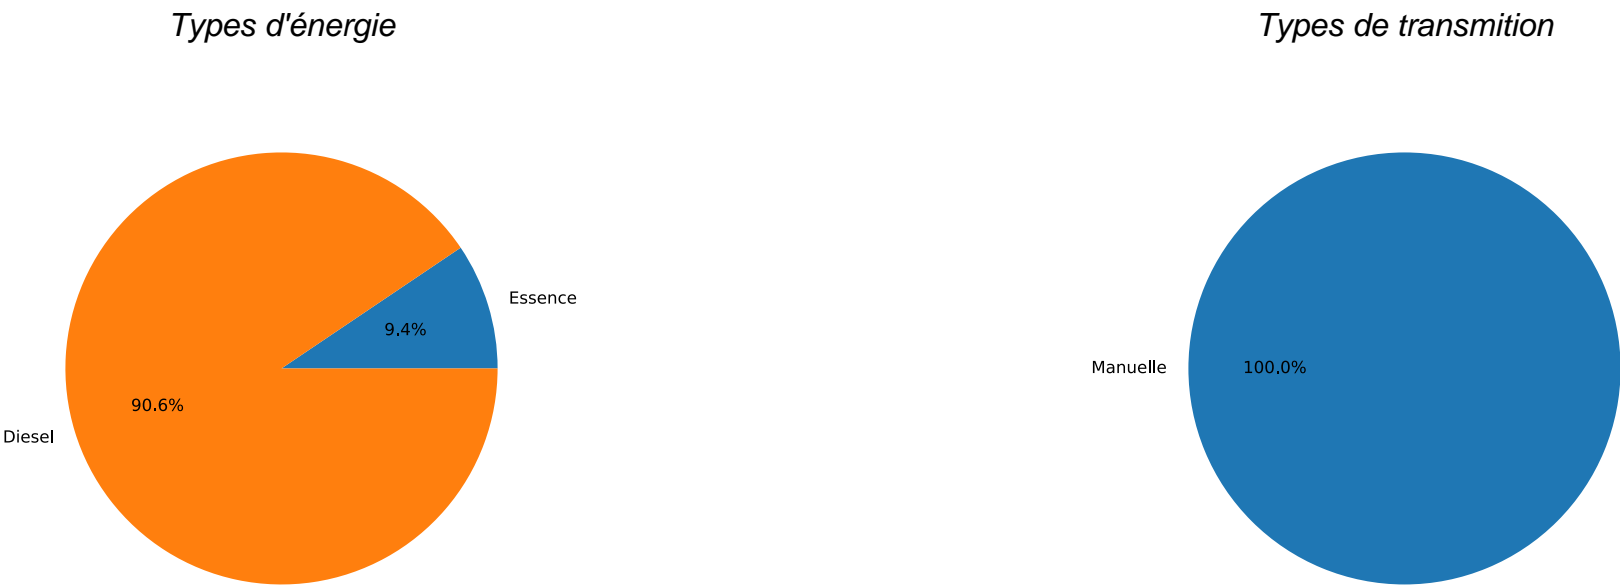 Types d'énergie
Types de transmition
Essence
9.4%
90.6%
Diesel
Manuelle
100.0%